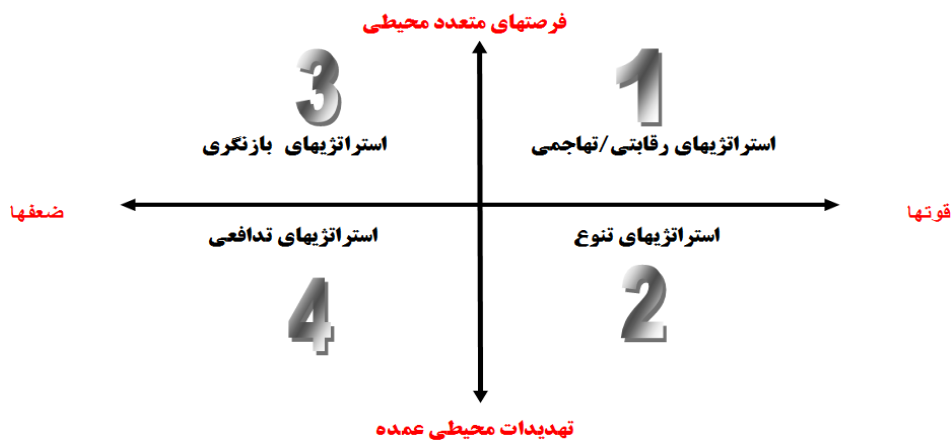 فرصتهای متعدد محیطی
1
3
استراتژیهای رقابتی/تهاجمی
استراتژیهای بازنگری
قوتها
ضعفها
استراتژیهای تنوع
استراتژیهای تدافعی
2
4
تهدیدات محیطی عمده